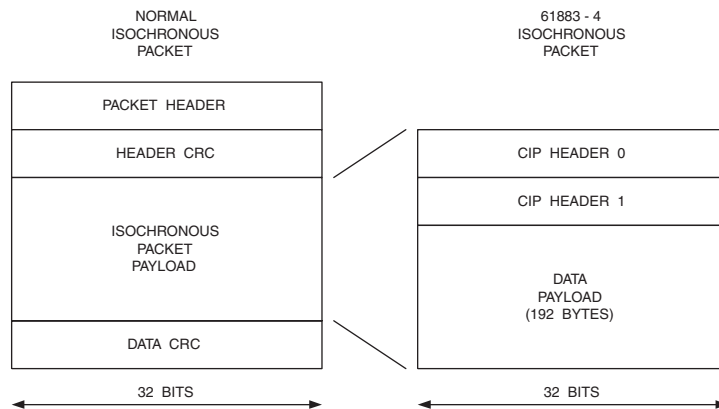 NORMAL
ISOCHRONOUS
PACKET
PACKET HEADER
HEADER CRC
ISOCHRONOUS
PACKET
PAYLOAD
DATA CRC
32 BITS
61883 - 4
ISOCHRONOUS
PACKET
CIP HEADER 0
CIP HEADER 1
DATA
PAYLOAD
(192 BYTES)
32 BITS